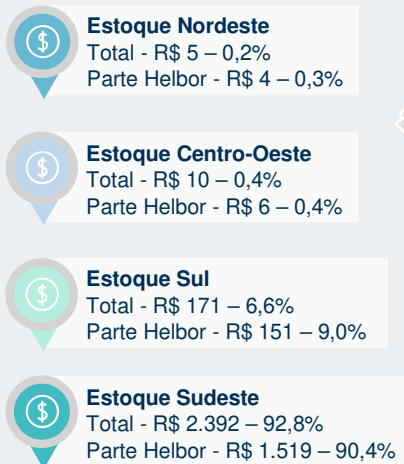 Estoque Nordeste
Total - R$ 5 – 0,2%
Parte Helbor - R$ 4 – 0,3%
Estoque Centro-Oeste
Total - R$ 10 – 0,4%
Parte Helbor - R$ 6 – 0,4%
Estoque Sul
Total - R$ 171 – 6,6%
Parte Helbor - R$ 151 – 9,0%
Estoque Sudeste
Total - R$ 2.392 – 92,8%
Parte Helbor - R$ 1.519 – 90,4%